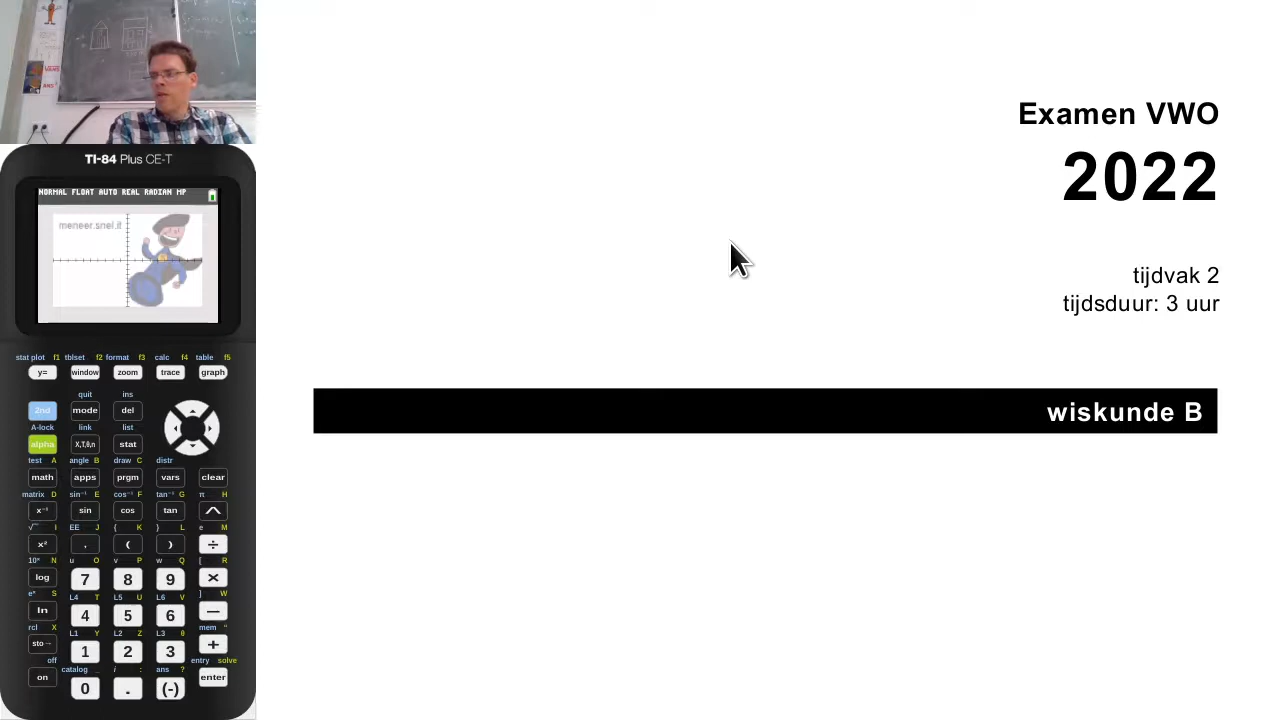 Examen VWO
2022
tijdvak 2
tijdsduur: 3 uur
wiskunde B
TI-84 Plus CE-T
NORMAL FLOAT AUTO REAL RADIAN MP
meneer.snel.it
stat plot f1 tblset f2 format f3 calc f4 table f5
y= window zoom trace graph
quit ins
2nd mode del
A-lock link list
alpha X,T,θ,n stat
test A angle B draw C distr
math apps prgm vars clear
matrix D sin⁻¹ E cos⁻¹ F tan⁻¹ G π H
x⁻¹ sin cos tan ^
√ I EE J { K } L e M
x² , ( ) ÷
10ˣ N u O v P w Q [ R
log 7 8 9 ×
eˣ S L4 T L5 U L6 V ] W
ln 4 5 6 —
rcl X L1 Y L2 Z L3 θ mem "
sto→ 1 2 3 +
off catalog _ i : ans ? entry solve
on 0 . (-) enter